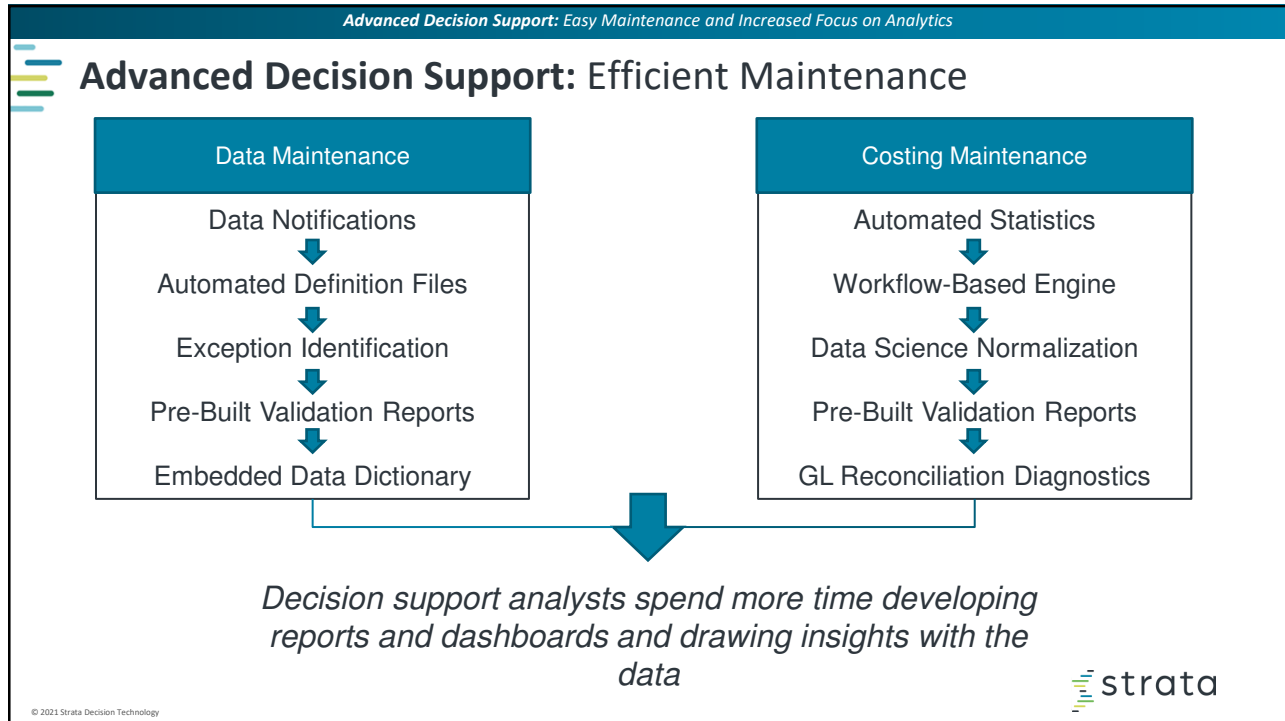 Advanced Decision Support: Easy Maintenance and Increased Focus on Analytics
Advanced Decision Support: Efficient Maintenance
Data Maintenance
Data Notifications
Automated Definition Files
Exception Identification
Pre-Built Validation Reports
Embedded Data Dictionary
Costing Maintenance
Automated Statistics
Workflow-Based Engine
Data Science Normalization
Pre-Built Validation Reports
GL Reconciliation Diagnostics
Decision support analysts spend more time developing
reports and dashboards and drawing insights with the
data
strata
© 2021 Strata Decision Technology